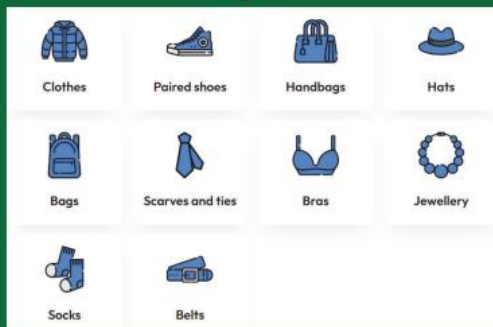 Clothes
Paired shoes
Handbags
Hats
Bags
Scarves and ties
Bras
Jewellery
Socks
Belts